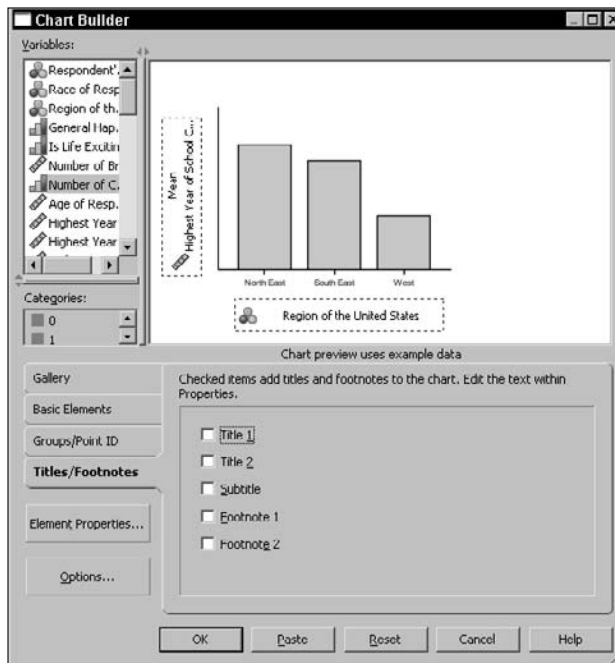 Chart Builder
Variables:
Respondent'.
Race of Resp
Region of th.
General Hap.
Is Life Excitin
Number of Br
Number of C.
Age of Resp.
Highest Year
Highest Year
Categories:
0
1
Mean
Highest Year of School C...
North East
South East
West
Region of the United States
Chart preview uses example data
Gallery
Basic Elements
Groups/Point ID
Titles/Footnotes
Element Properties...
Options...
Checked items add titles and footnotes to the chart. Edit the text within
Properties.
Title 1
Title 2
Subtitle
Footnote 1
Footnote 2
OK
Paste
Reset
Cancel
Help